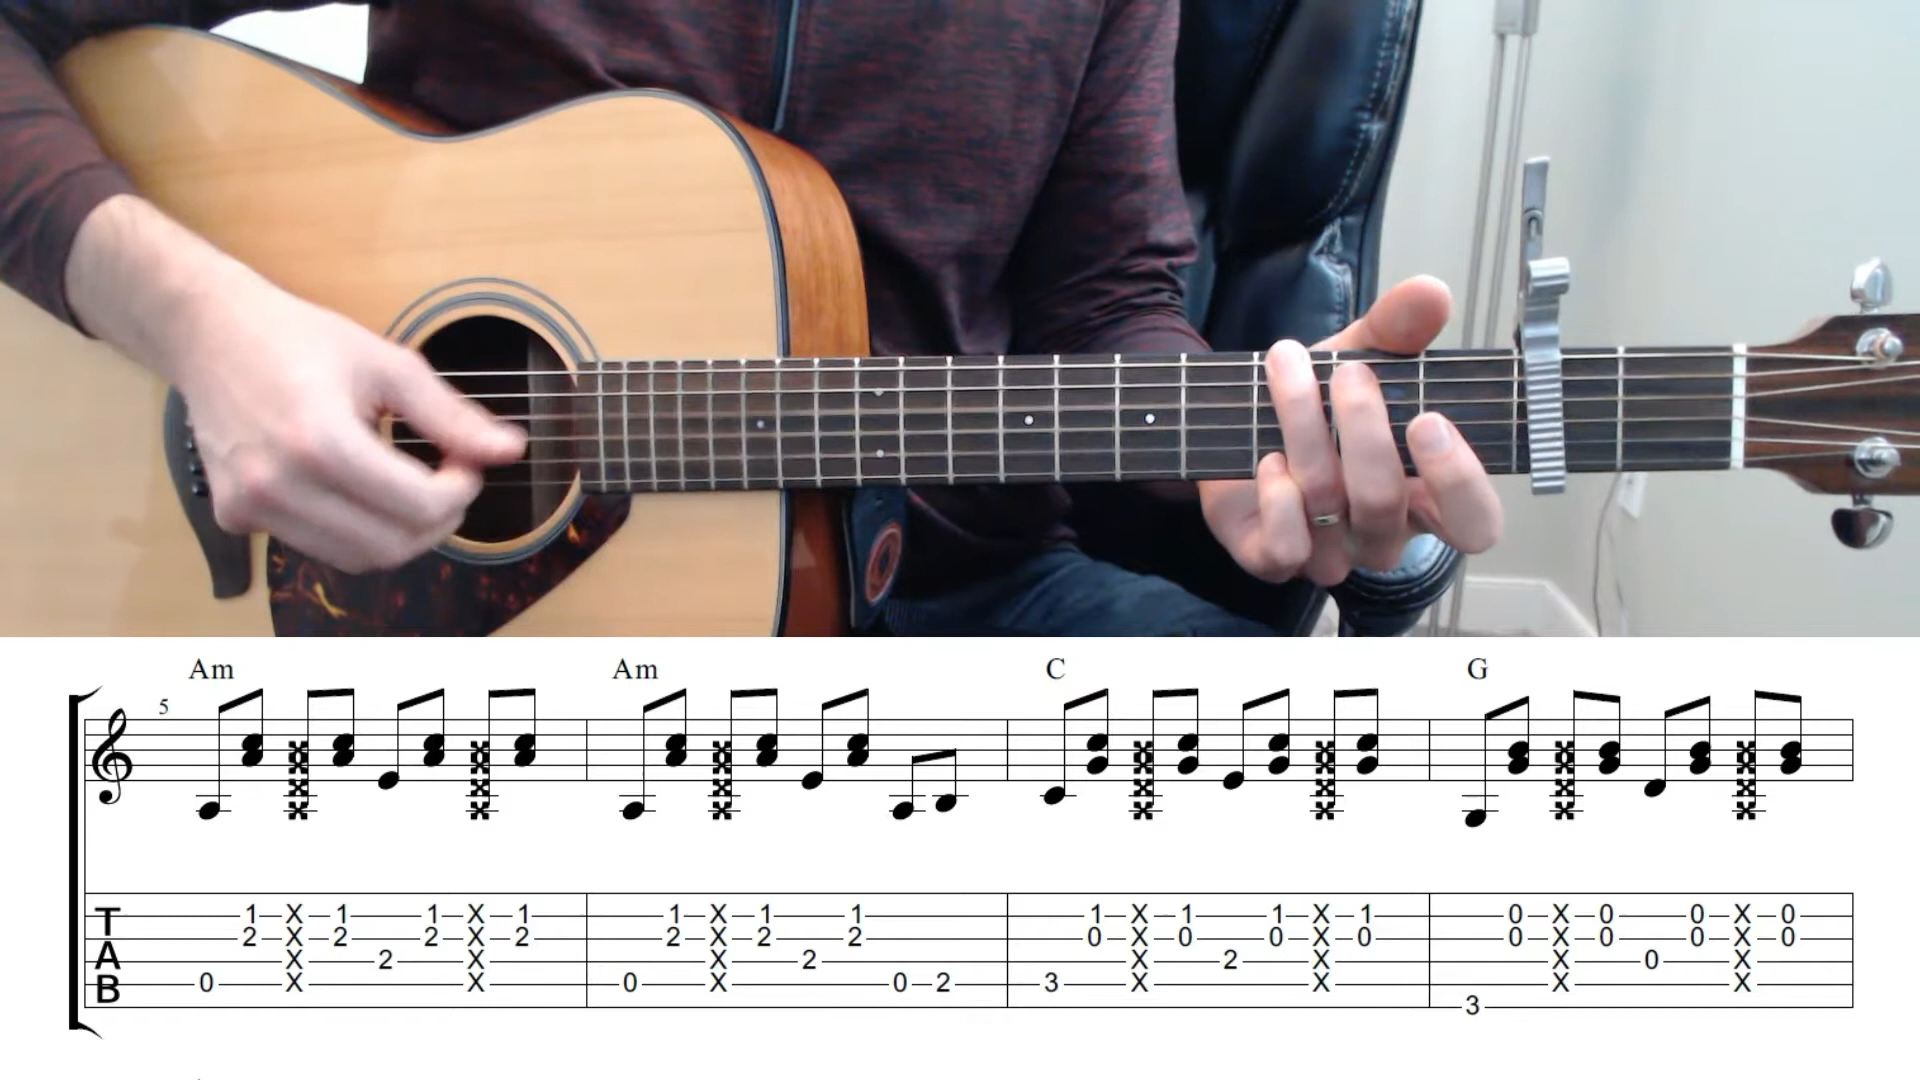 Am Am C G
5
T 1 X 1 1 X 1 1 X 1 1 1 X 1 1 X 1 0 X 0 0 X 0
2 X 2 2 X 2 2 X 2 2 0 X 0 0 X 0 0 X 0 0 X 0
A X 2 X X 2 X 2 X X 0 X
B 0 X X 0 X 0 2 3 X X X X
3